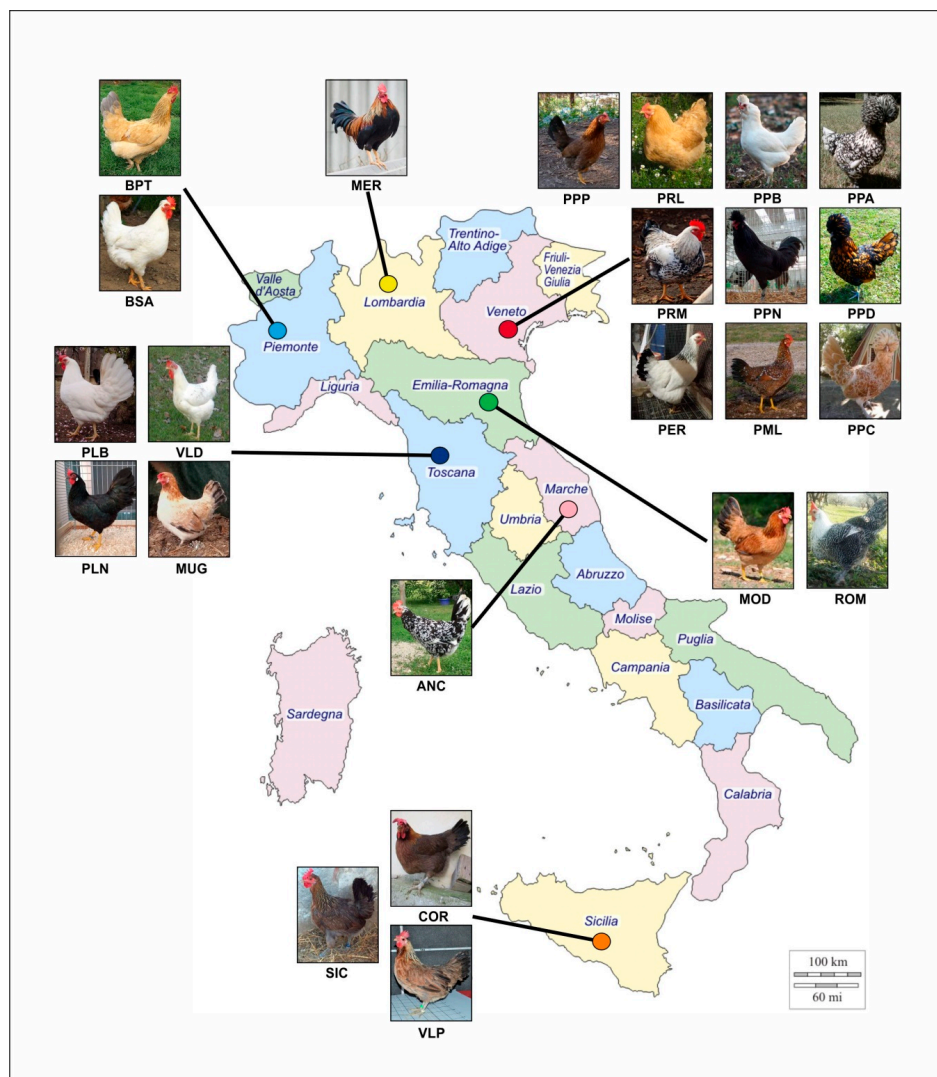 BPT
MER
PPP
PRL
PPB
PPA
BSA
PRM
PPN
PPD
PER
PML
PPC
PLB
VLD
PLN
MUG
MOD
ROM
ANC
COR
SIC
VLP
Trentino-
Alto Adige
Friuli-
Venezia
Giulia
Valle
d'Aosta
Lombardia
Veneto
Piemonte
Liguria
Emilia-Romagna
Toscana
Marche
Umbria
Lazio
Abruzzo
Molise
Puglia
Campania
Basilicata
Sardegna
Calabria
Sicilia
100 km
60 mi